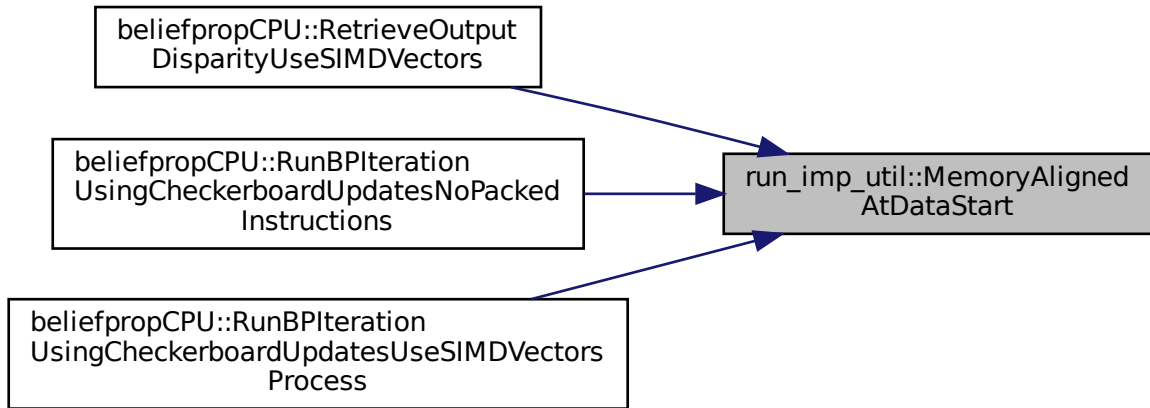 beliefpropCPU::RetrieveOutput
DisparityUseSIMDVectors
beliefpropCPU::RunBPIteration
UsingCheckerboardUpdatesNoPacked
Instructions
beliefpropCPU::RunBPIteration
UsingCheckerboardUpdatesUseSIMDVectors
Process
run_imp_util::MemoryAligned
AtDataStart